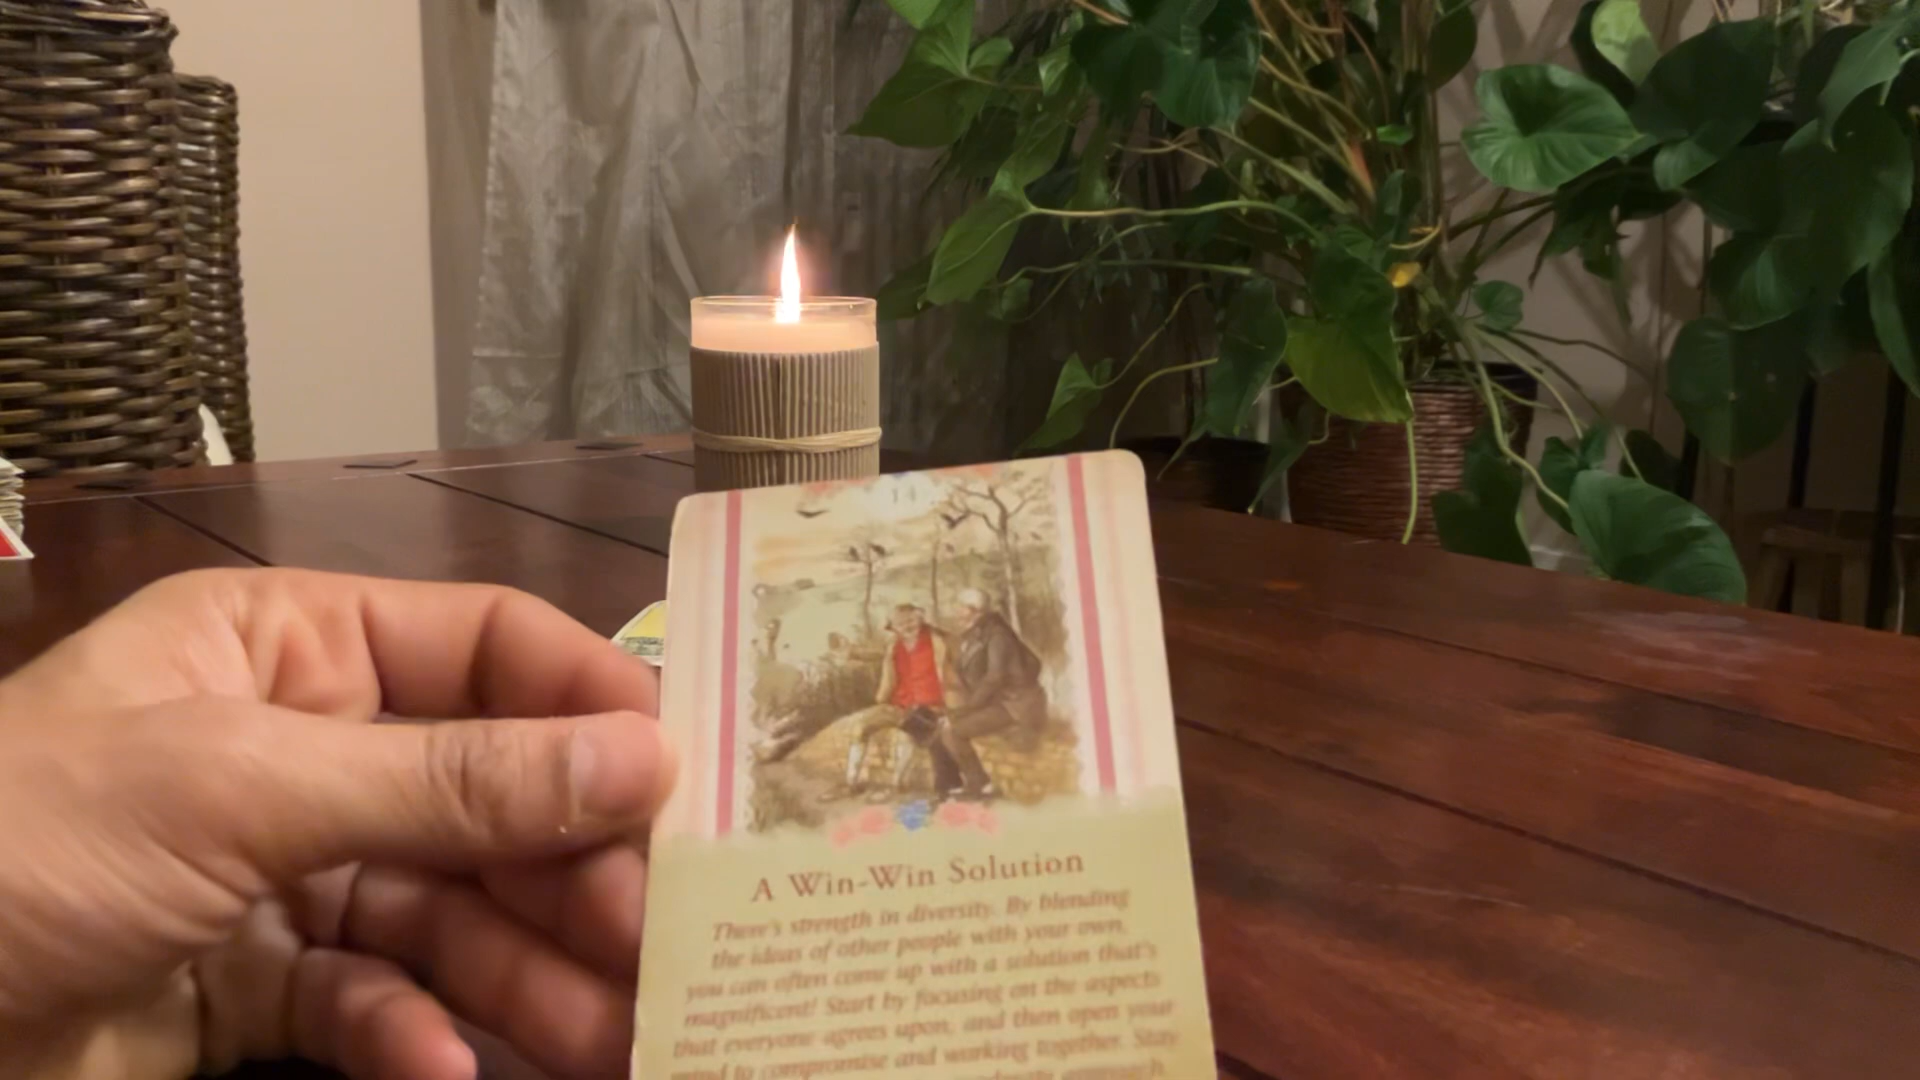 14
A Win-Win Solution
There's strength in diversity. By blending
the ideas of other people with your own,
you can often come up with a solution that's
magnificent! Start by focusing on the aspects
that everyone agrees upon, and then open your
mind to compromise and working together. Stay
approach